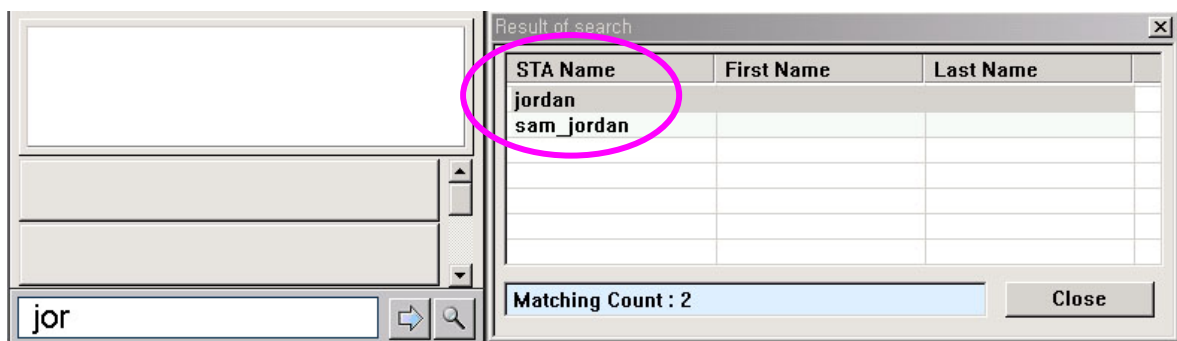 Result of search
STA Name First Name Last Name
jordan
sam_jordan
Matching Count : 2
Close
jor